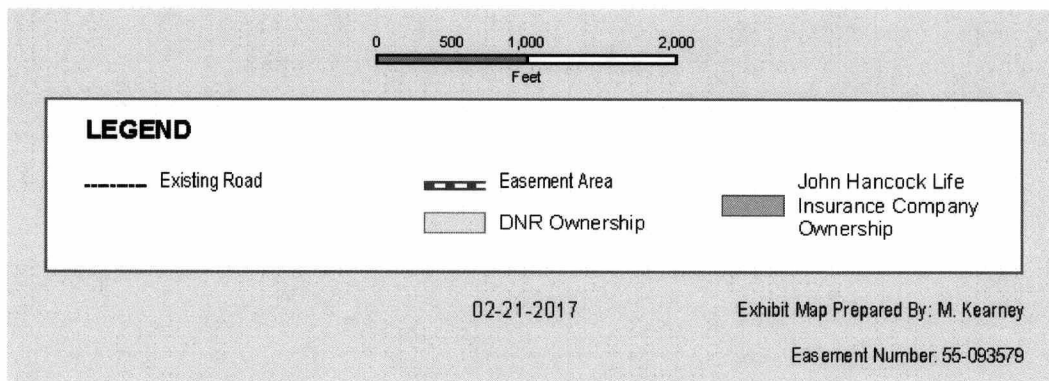 0 500 1,000 2,000
Feet
LEGEND
Existing Road
Easement Area
DNR Ownership
John Hancock Life
Insurance Company
Ownership
02-21-2017
Exhibit Map Prepared By: M. Kearney
Easement Number: 55-093579